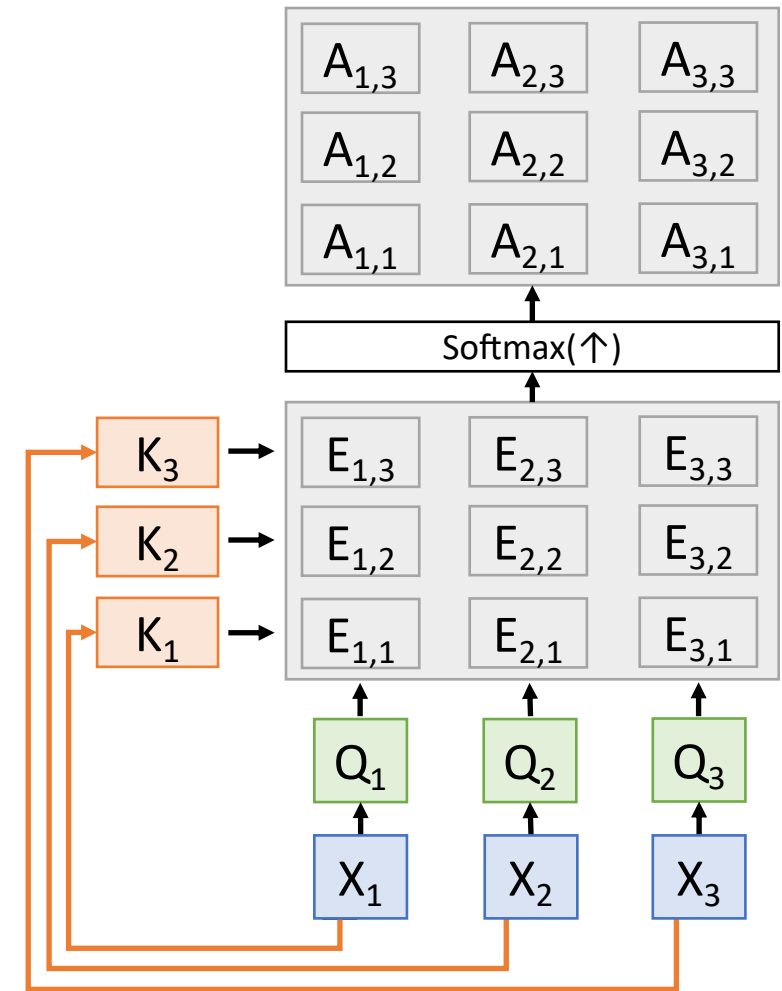 A1,3 A2,3 A3,3
A1,2 A2,2 A3,2
A1,1 A2,1 A3,1
Softmax(↑)
K3 E1,3 E2,3 E3,3
K2 E1,2 E2,2 E3,2
K1 E1,1 E2,1 E3,1
Q1 Q2 Q3
X1 X2 X3